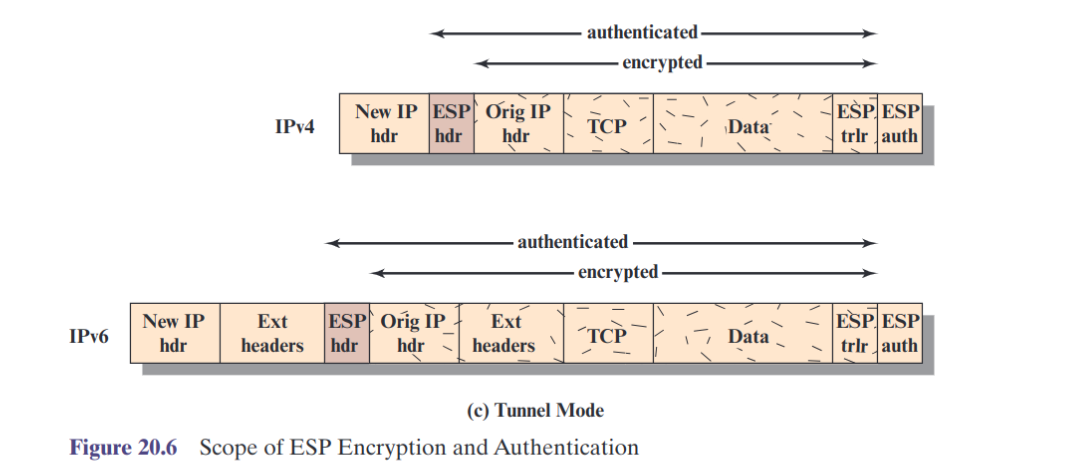 authenticated
encrypted
IPv4
New IP hdr
ESP hdr
Orig IP hdr
TCP
Data
ESP trlr
ESP auth
authenticated
encrypted
IPv6
New IP hdr
Ext headers
ESP hdr
Orig IP hdr
Ext headers
TCP
Data
ESP trlr
ESP auth
(c) Tunnel Mode
Figure 20.6 Scope of ESP Encryption and Authentication